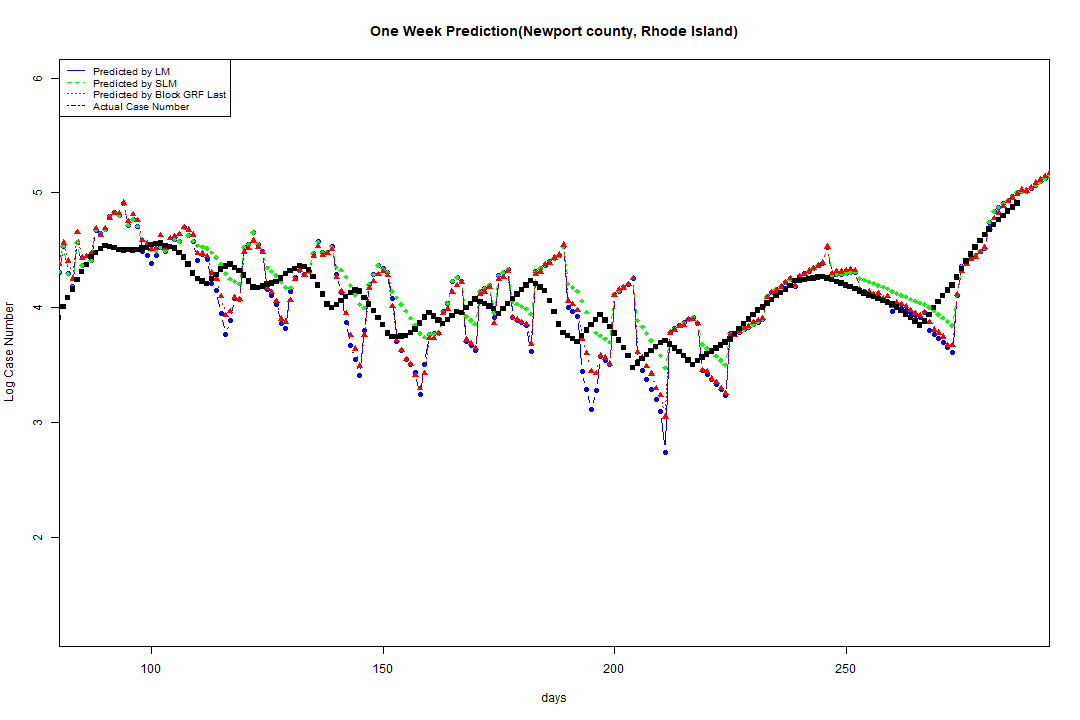 One Week Prediction(Newport county, Rhode Island)
Predicted by LM
Predicted by SLM
Predicted by Block GRF Last
Actual Case Number
6
5
4
3
2
Log Case Number
100
150
200
250
days